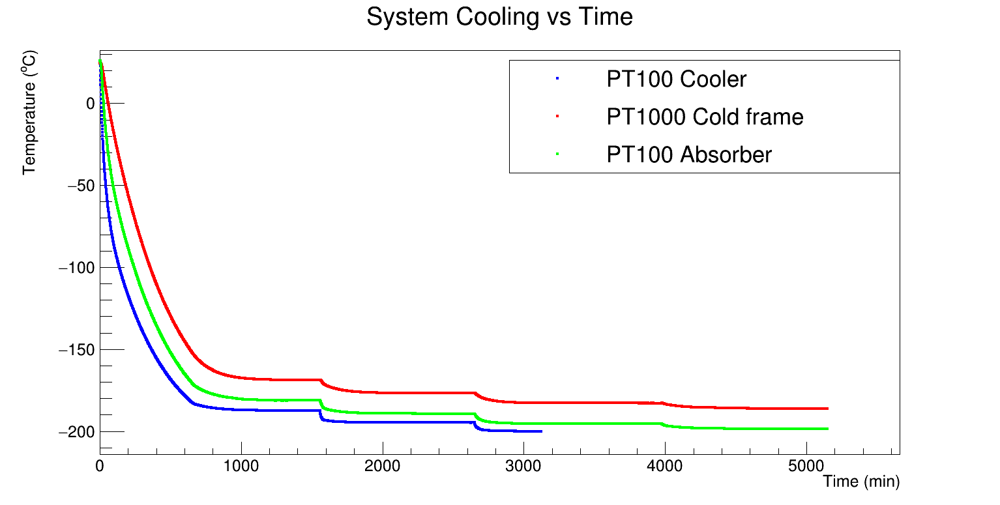 System Cooling vs Time
Temperature (°C)
PT100 Cooler
PT1000 Cold frame
PT100 Absorber
0
−50
−100
−150
−200
0 1000 2000 3000 4000 5000
Time (min)